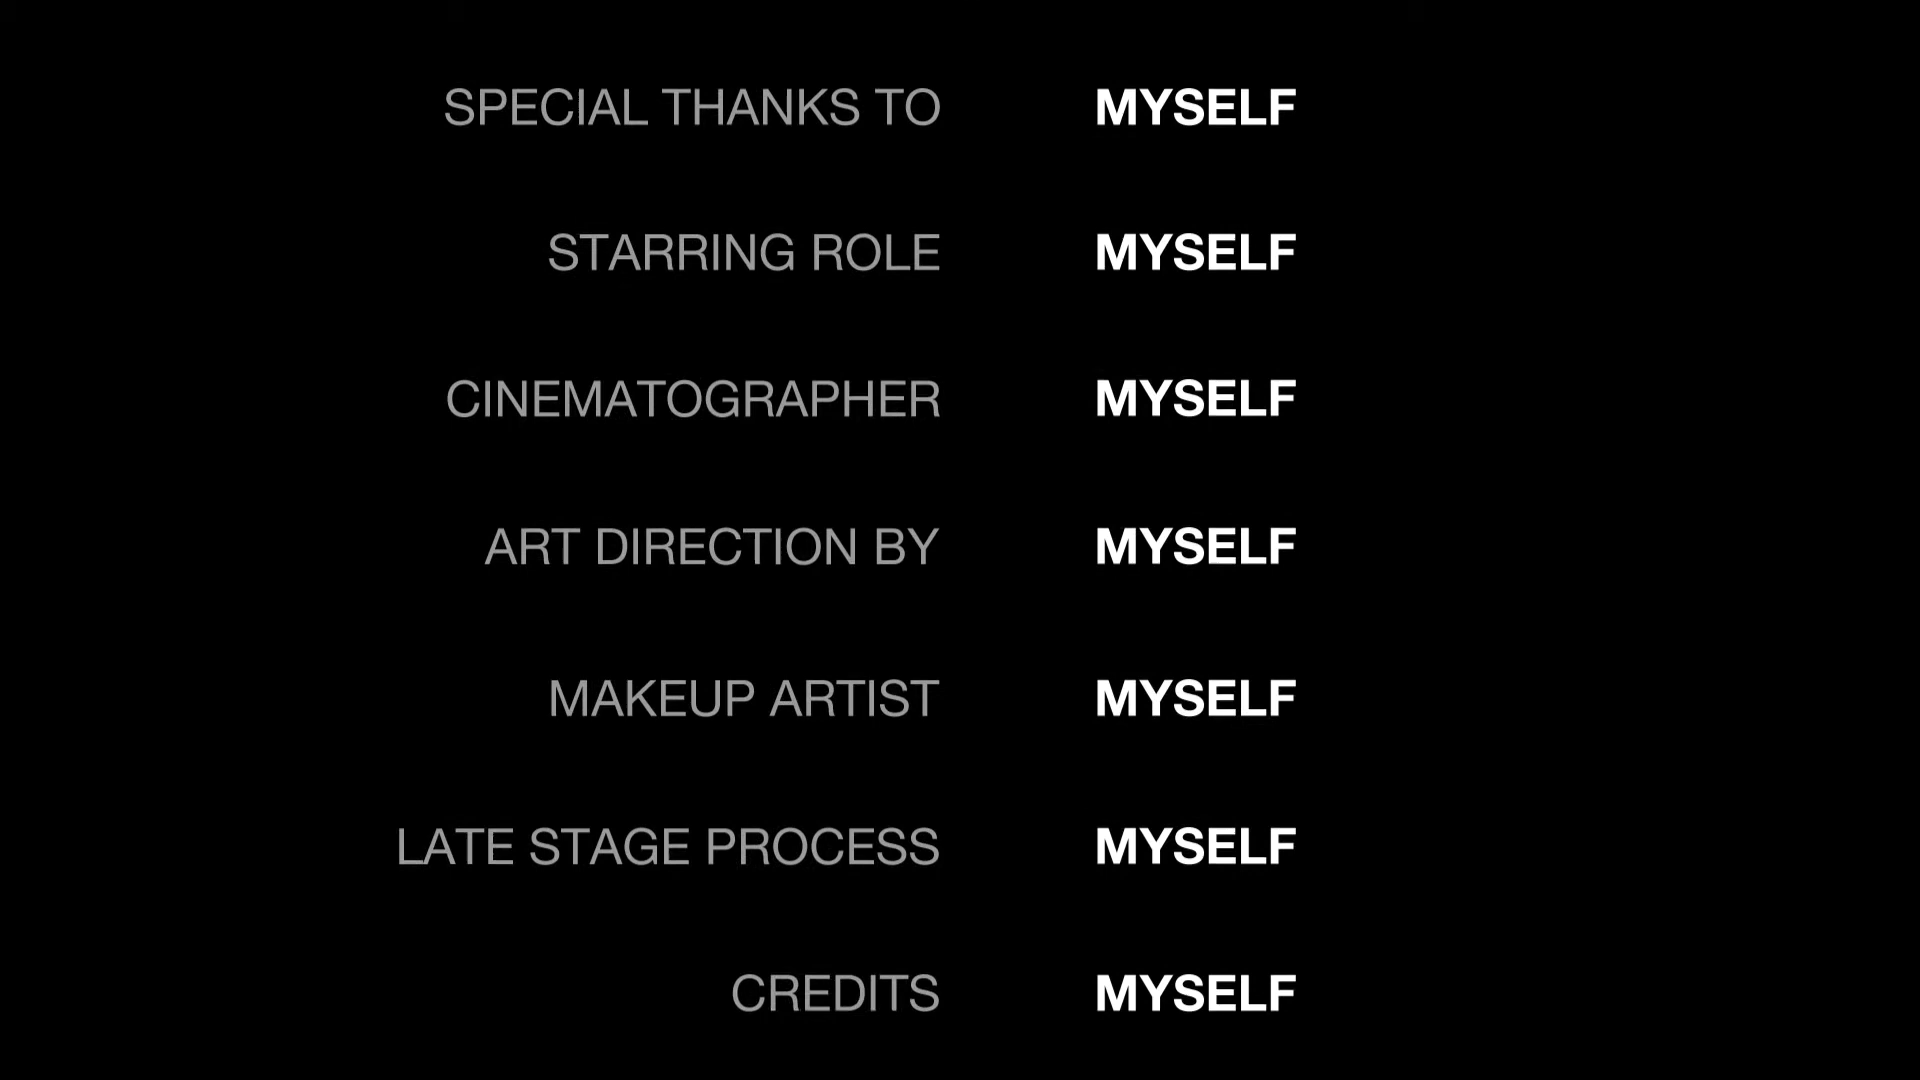 SPECIAL THANKS TO MYSELF
STARRING ROLE MYSELF
CINEMATOGRAPHER MYSELF
ART DIRECTION BY MYSELF
MAKEUP ARTIST MYSELF
LATE STAGE PROCESS MYSELF
CREDITS MYSELF